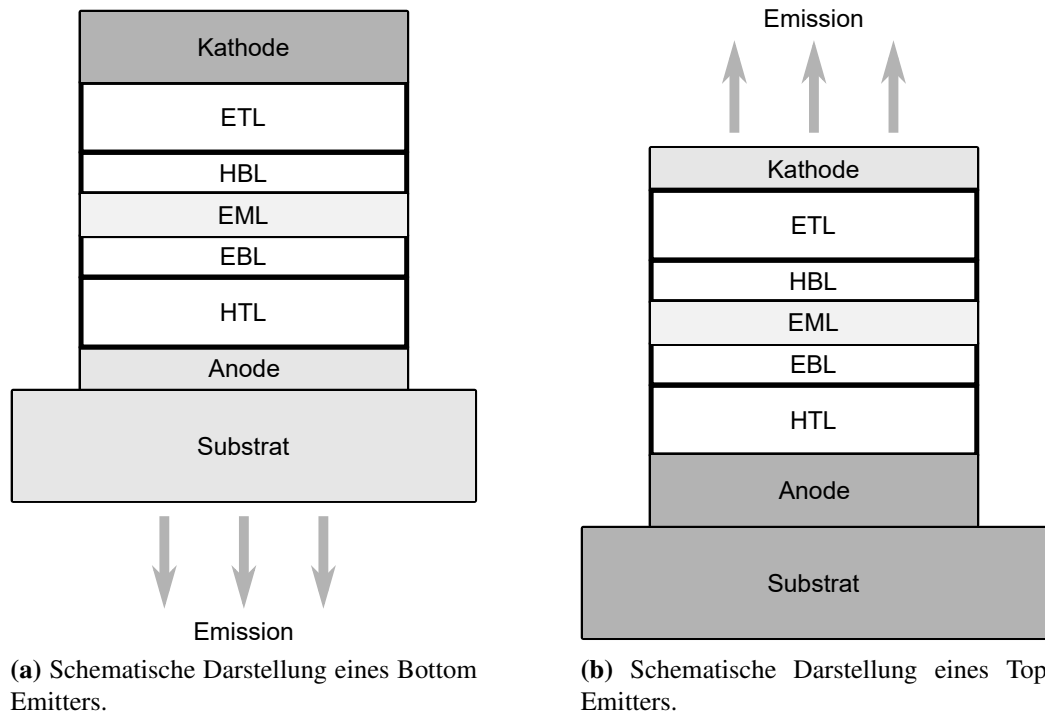 Kathode
ETL
HBL
EML
EBL
HTL
Anode
Substrat
Emission
(a) Schematische Darstellung eines Bottom
Emitters.
Emission
Kathode
ETL
HBL
EML
EBL
HTL
Anode
Substrat
(b) Schematische Darstellung eines Top
Emitters.